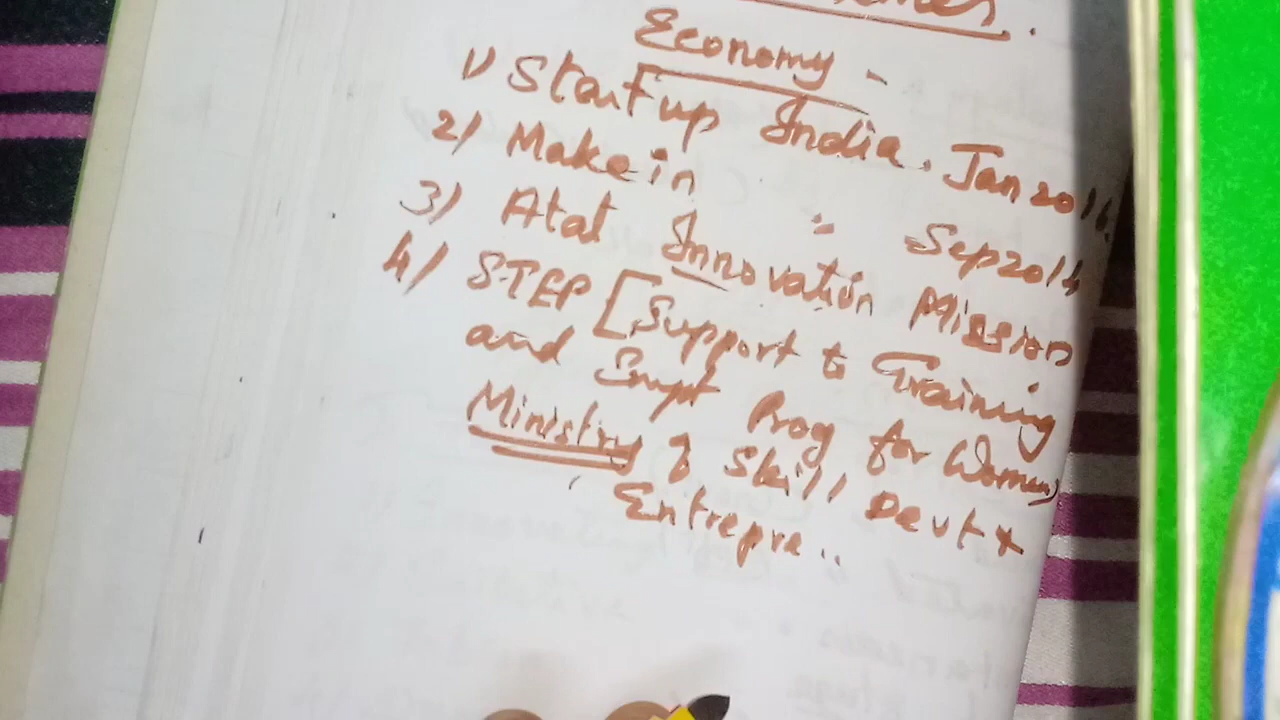 Economy -
1) Startup India. Jan 2016.
2) Make in " Sep 2014
3) Atal Innovation Mission
4) STEP [Support to Training
and Empt Prog for Women]
Ministry of Skill Devt &
Entrepre..